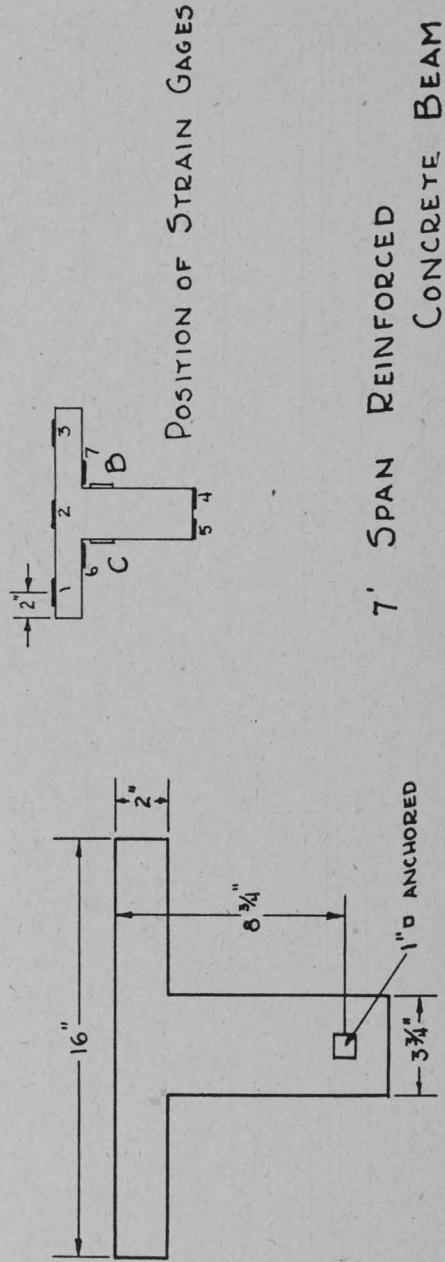 16"
2"
8 3/4"
1"□ ANCHORED
3 3/4"
2"
1
2
3
6
7
C
B
5
4
POSITION OF STRAIN GAGES
7' SPAN REINFORCED
CONCRETE BEAM